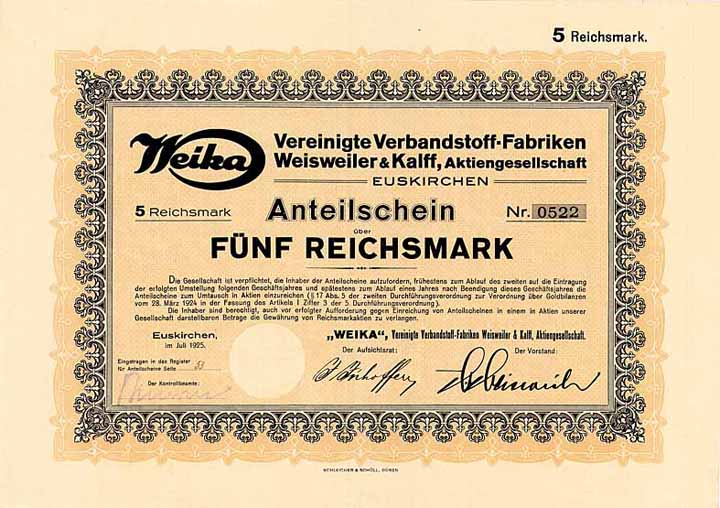 5 Reichsmark.
Weika
Vereinigte Verbandstoff-Fabriken
Weisweiler & Kalff, Aktiengesellschaft
EUSKIRCHEN
5 Reichsmark
Anteilschein
Nr. 0522
über
FÜNF REICHSMARK
Die Gesellschaft ist verpflichtet, die Inhaber der Anteilscheine aufzufordern, frühestens zum Ablauf des zweiten auf die Eintragung
der erfolgten Umstellung folgenden Geschäftsjahres und spätestens zum Ablauf eines Jahres nach Beendigung dieses Geschäftsjahres die
Anteilscheine zum Umtausch in Aktien einzureichen (§ 17 Abs. 5 der zweiten Durchführungsverordnung zur Verordnung über Goldbilanzen
vom 28. März 1924 in der Fassung des Artikels I Ziffer 3 der 5. Durchführungsverordnung).
Die Inhaber sind berechtigt, auch vor erfolgter Aufforderung gegen Einreichung von Anteilscheinen in einem in Aktien unserer
Gesellschaft darstellbaren Betrage die Gewährung von Reichsmarkaktien zu verlangen.
Euskirchen,
im Juli 1925.
„WEIKA“, Vereinigte Verbandstoff-Fabriken Weisweiler & Kalff, Aktiengesellschaft.
Der Aufsichtsrat:
Der Vorstand:
Eingetragen in das Register
für Anteilscheine Seite
Der Kontrollbeamte:
SCHLEICHER & SCHÜLL, DÜREN